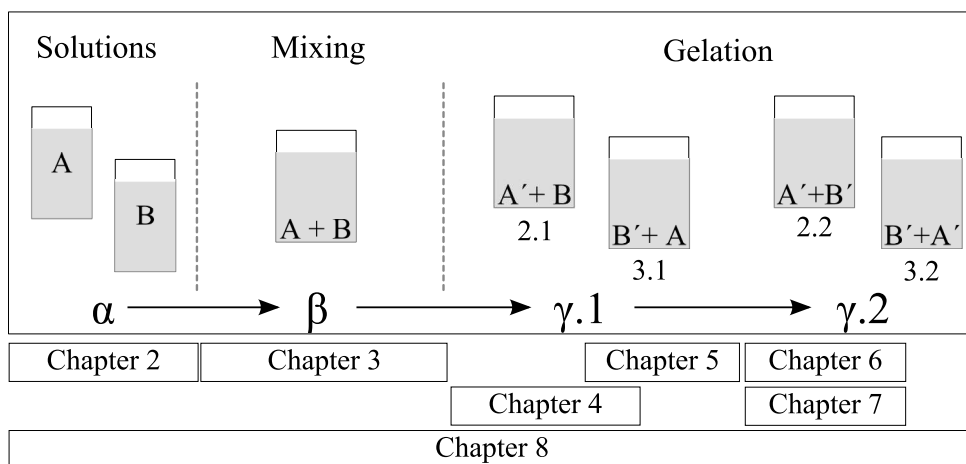 Solutions
Mixing
Gelation
A
B
A + B
A´+ B
2.1
B´+ A
3.1
A´+B´
2.2
B´+A´
3.2
α
β
γ.1
γ.2
Chapter 2
Chapter 3
Chapter 5
Chapter 6
Chapter 4
Chapter 7
Chapter 8